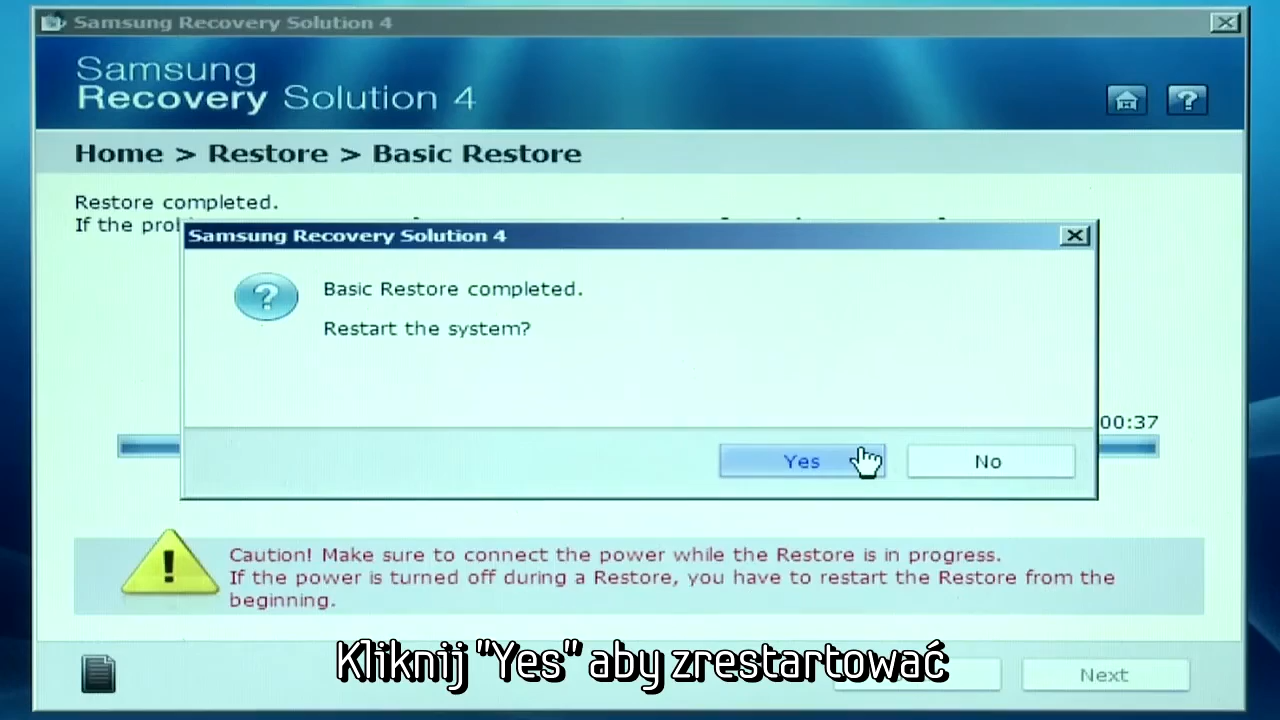 Samsung Recovery Solution 4
Samsung
Recovery Solution 4
Home > Restore > Basic Restore
Restore completed.
If the
Samsung Recovery Solution 4
Basic Restore completed.
Restart the system?
00:37
Yes
No
Caution! Make sure to connect the power while the Restore is in progress.
If the power is turned off during a Restore, you have to restart the Restore from the
beginning.
Kliknij "Yes" aby zrestartować
Next